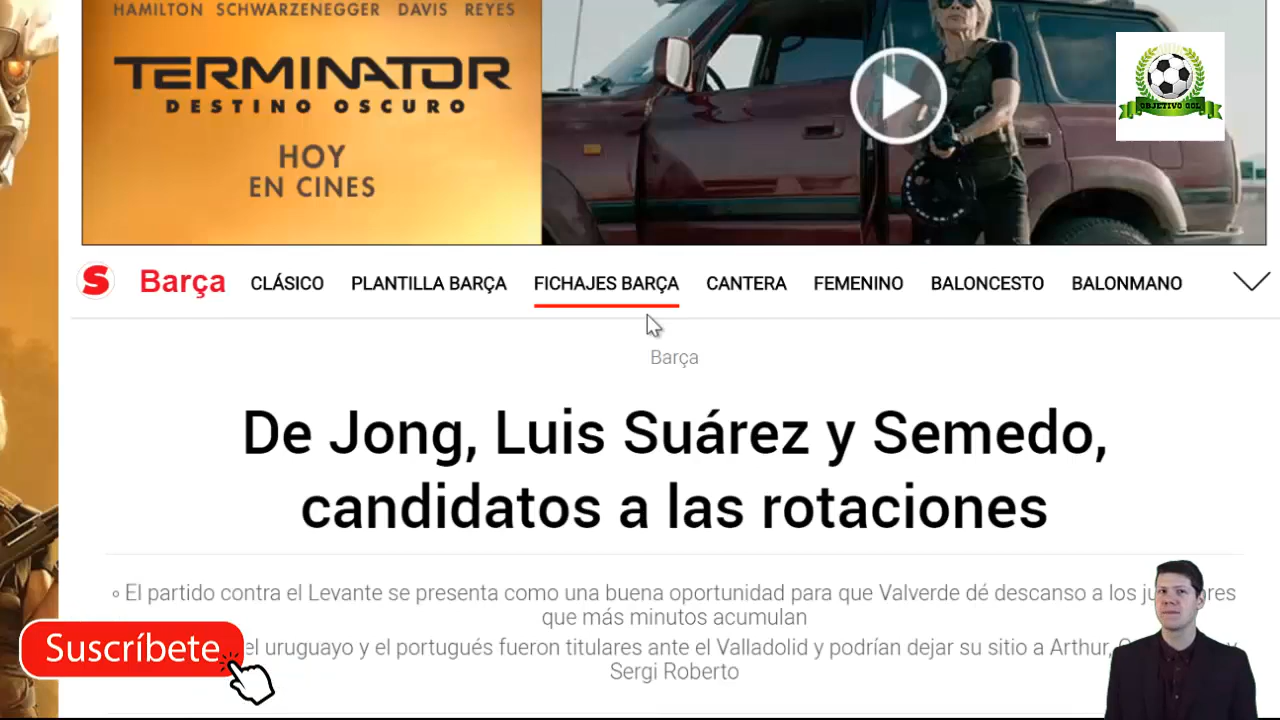 HAMILTON SCHWARZENEGGER DAVIS REYES
TERMINATOR
DESTINO OSCURO
HOY
EN CINES
OBJETIVO GOL
S Barça CLÁSICO PLANTILLA BARÇA FICHAJES BARÇA CANTERA FEMENINO BALONCESTO BALONMANO
Barça
De Jong, Luis Suárez y Semedo,
candidatos a las rotaciones
El partido contra el Levante se presenta como una buena oportunidad para que Valverde dé descanso a los
que más minutos acumulan
Suscríbete
el uruguayo y el portugués fueron titulares ante el Valladolid y podrían dejar su sitio a Arthur, y
Sergi Roberto